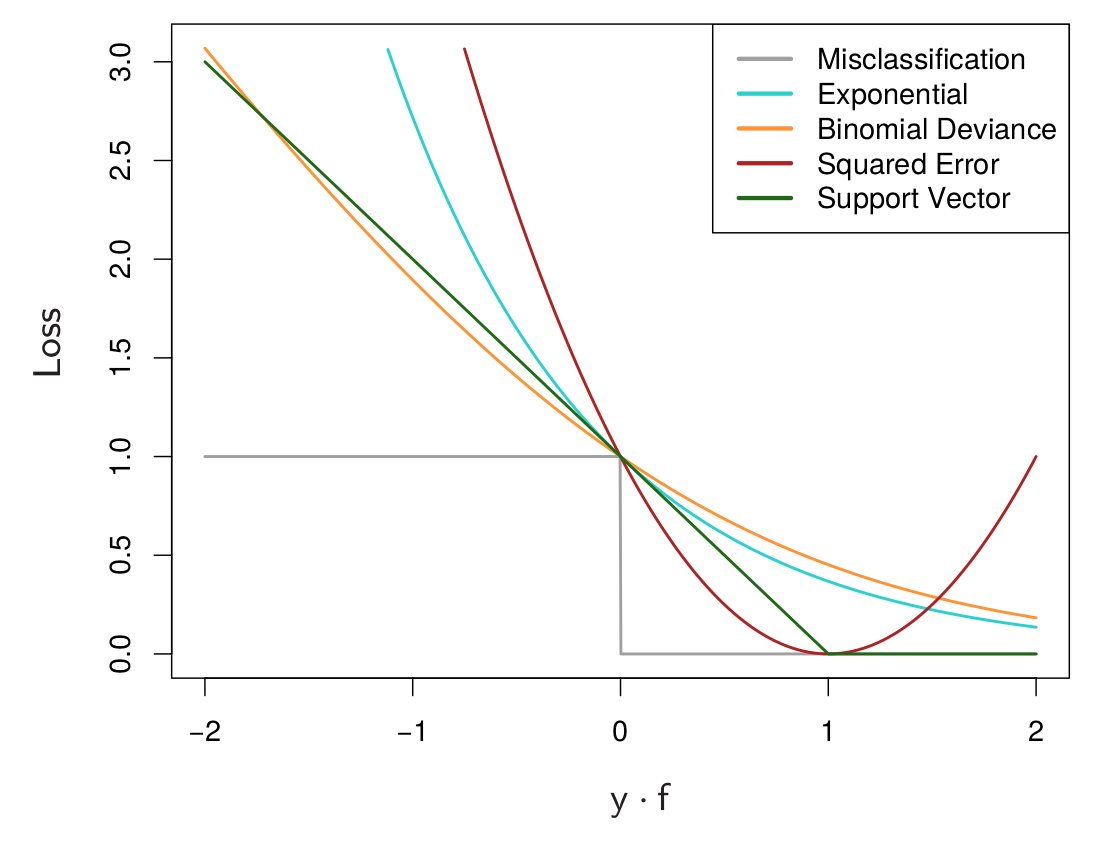 Misclassification
Exponential
Binomial Deviance
Squared Error
Support Vector
3.0
2.5
2.0
1.5
1.0
0.5
0.0
Loss
−2
−1
0
1
2
y · f